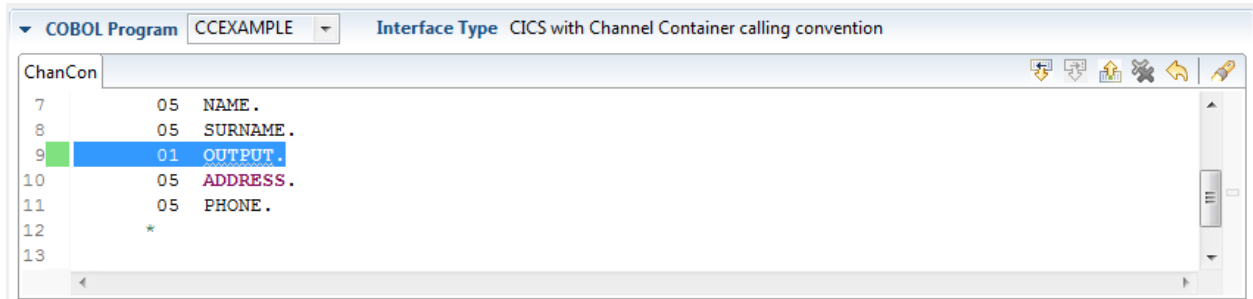 COBOL Program CCEXAMPLE Interface Type CICS with Channel Container calling convention
ChanCon
7 05 NAME.
8 05 SURNAME.
9 01 OUTPUT.
10 05 ADDRESS.
11 05 PHONE.
12 *
13